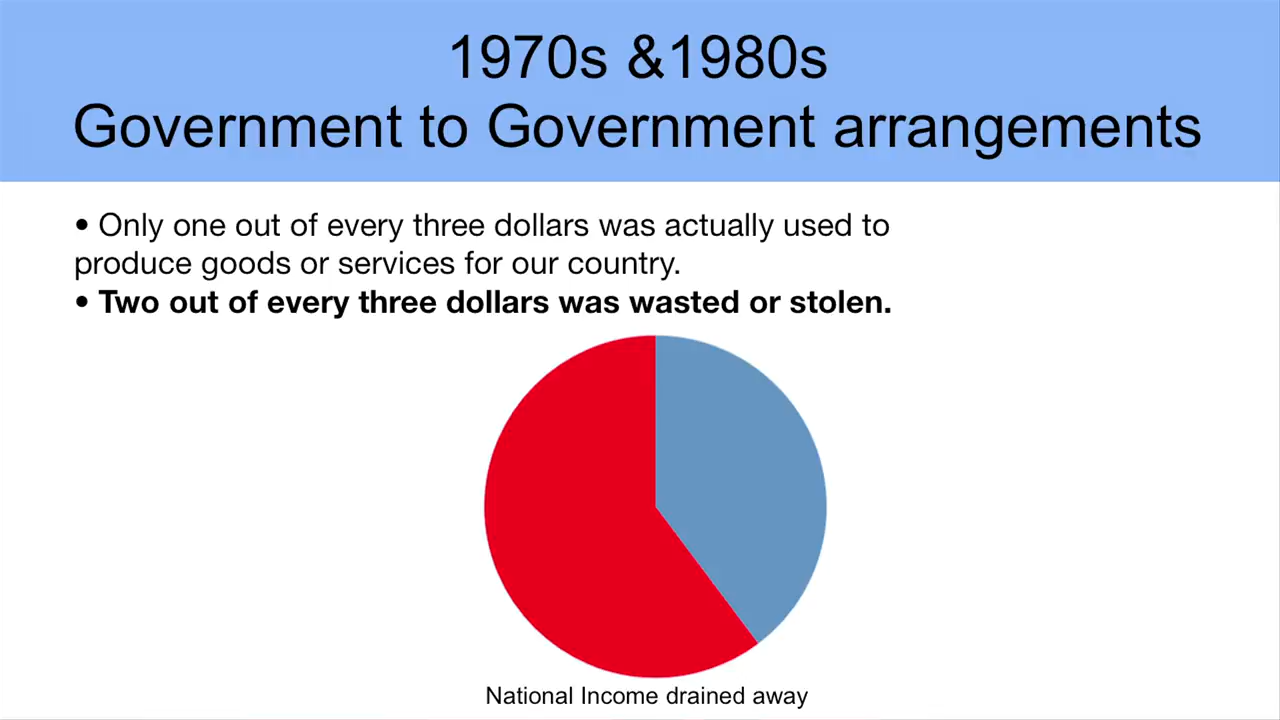 1970s &1980s
Government to Government arrangements
• Only one out of every three dollars was actually used to
produce goods or services for our country.
• Two out of every three dollars was wasted or stolen.
National Income drained away